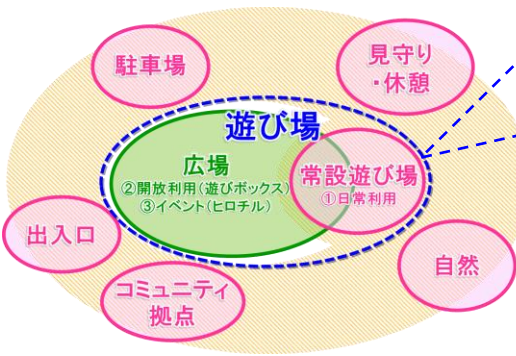 駐車場
見守り
・休憩
遊び場
広場
②開放利用(遊びボックス)
③イベント(ヒロチル)
常設遊び場
①日常利用
出入口
自然
コミュニティ
拠点